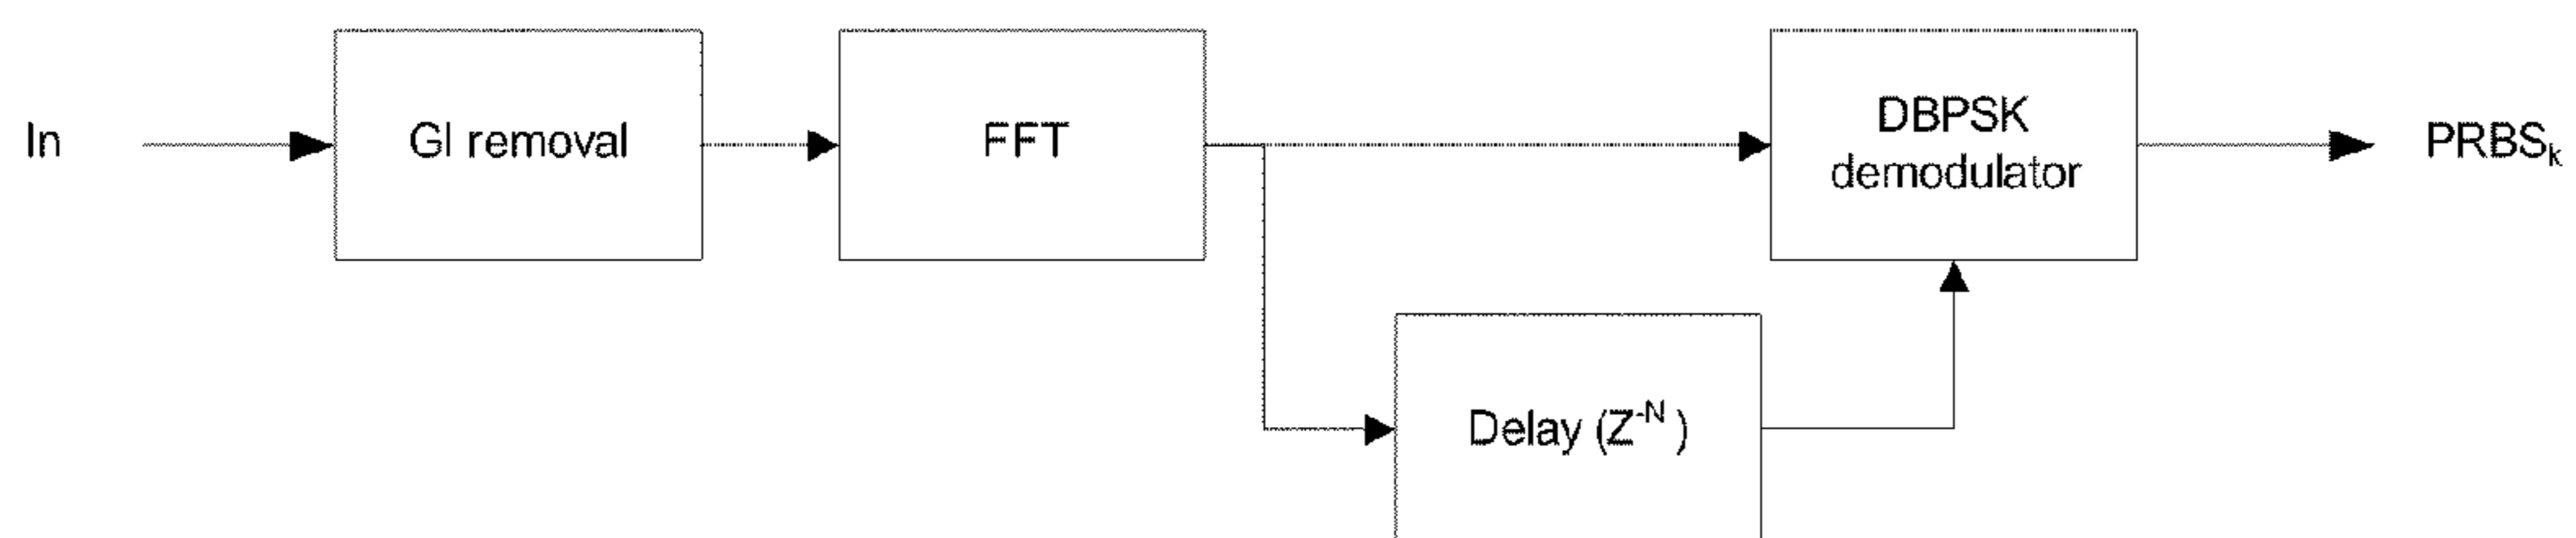 In
GI removal
FFT
DBPSK
demodulator
PRBSk
Delay (Z-N)